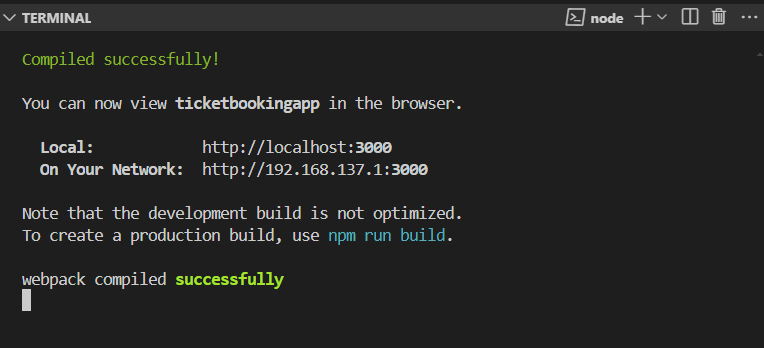 TERMINAL
node
Compiled successfully!
You can now view ticketbookingapp in the browser.
Local: http://localhost:3000
On Your Network: http://192.168.137.1:3000
Note that the development build is not optimized.
To create a production build, use npm run build.
webpack compiled successfully